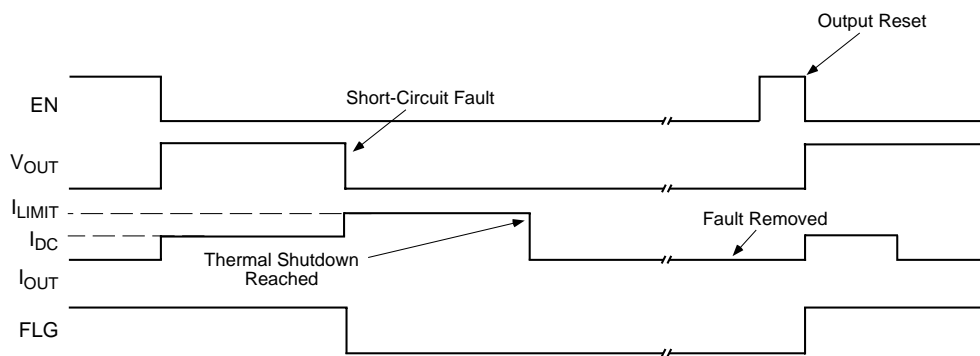 Output Reset
EN
Short-Circuit Fault
VOUT
ILIMIT
IDC
Fault Removed
Thermal Shutdown
Reached
IOUT
FLG